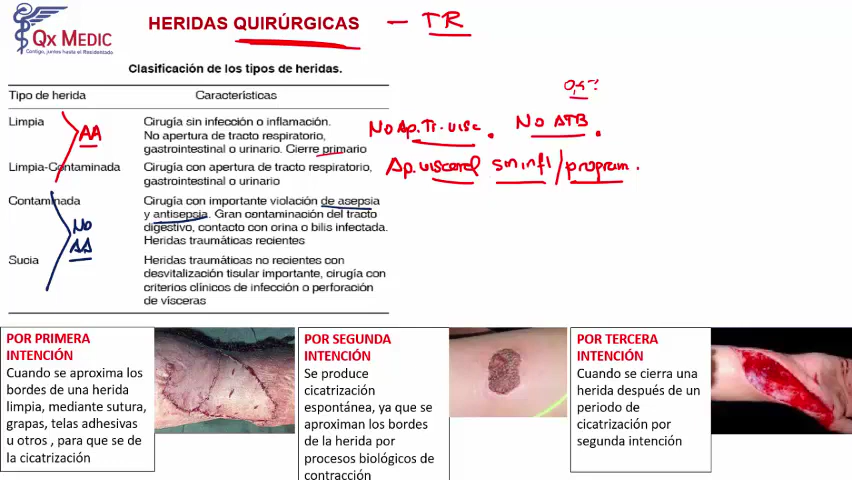 Qx MEDIC
Contigo, juntos hasta el Residentado
HERIDAS QUIRÚRGICAS — TR
Clasificación de los tipos de heridas.
Tipo de herida Características
Limpia
Cirugía sin infección o inflamación.
No apertura de tracto respiratorio,
gastrointestinal o urinario. Cierre primario
AA
No Ap. Tr. visc. No ATB.
Limpia-Contaminada
Cirugía con apertura de tracto respiratorio,
gastrointestinal o urinario
Ap. visceral sin infl / program.
Contaminada
Cirugía con importante violación de asepsia
y antisepsia. Gran contaminación del tracto
digestivo, contacto con orina o bilis infectada.
Heridas traumáticas recientes
No
AA
Sucia
Heridas traumáticas no recientes con
desvitalización tisular importante, cirugía con
criterios clínicos de infección o perforación
de vísceras
POR PRIMERA
INTENCIÓN
Cuando se aproxima los
bordes de una herida
limpia, mediante sutura,
grapas, telas adhesivas
u otros , para que se de
la cicatrización
POR SEGUNDA
INTENCIÓN
Se produce
cicatrización
espontánea, ya que se
aproximan los bordes
de la herida por
procesos biológicos de
contracción
POR TERCERA
INTENCIÓN
Cuando se cierra una
herida después de un
periodo de
cicatrización por
segunda intención